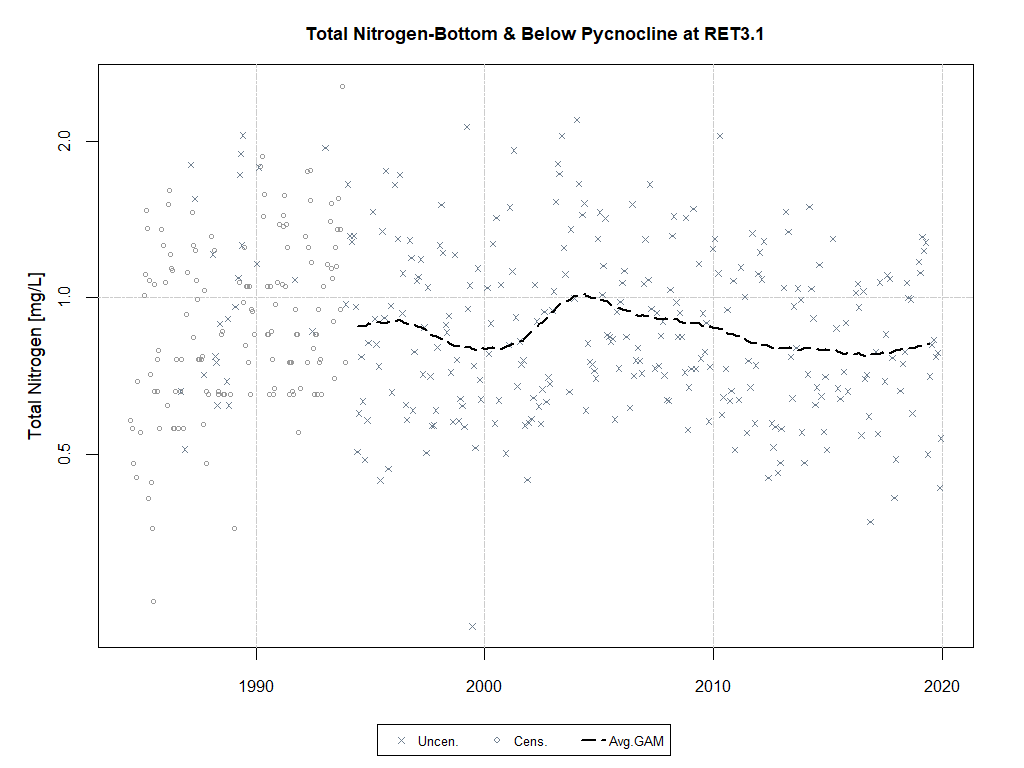 Total Nitrogen-Bottom & Below Pycnocline at RET3.1
Total Nitrogen [mg/L]
2.0
1.0
0.5
1990 2000 2010 2020
Uncen. Cens. Avg.GAM